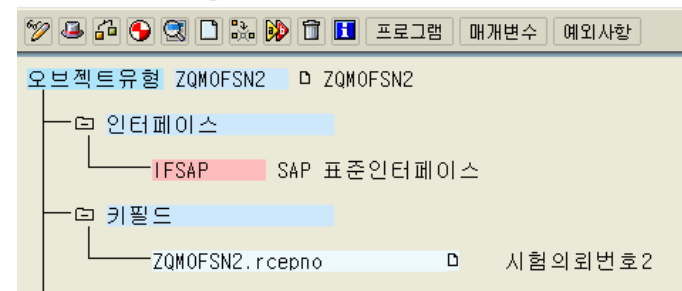 프로그램 매개변수 예외사항
오브젝트유형 ZQMOFSN2 ZQMOFSN2
인터페이스
IFSAP SAP 표준인터페이스
키필드
ZQMOFSN2.rcepno 시험의뢰번호2